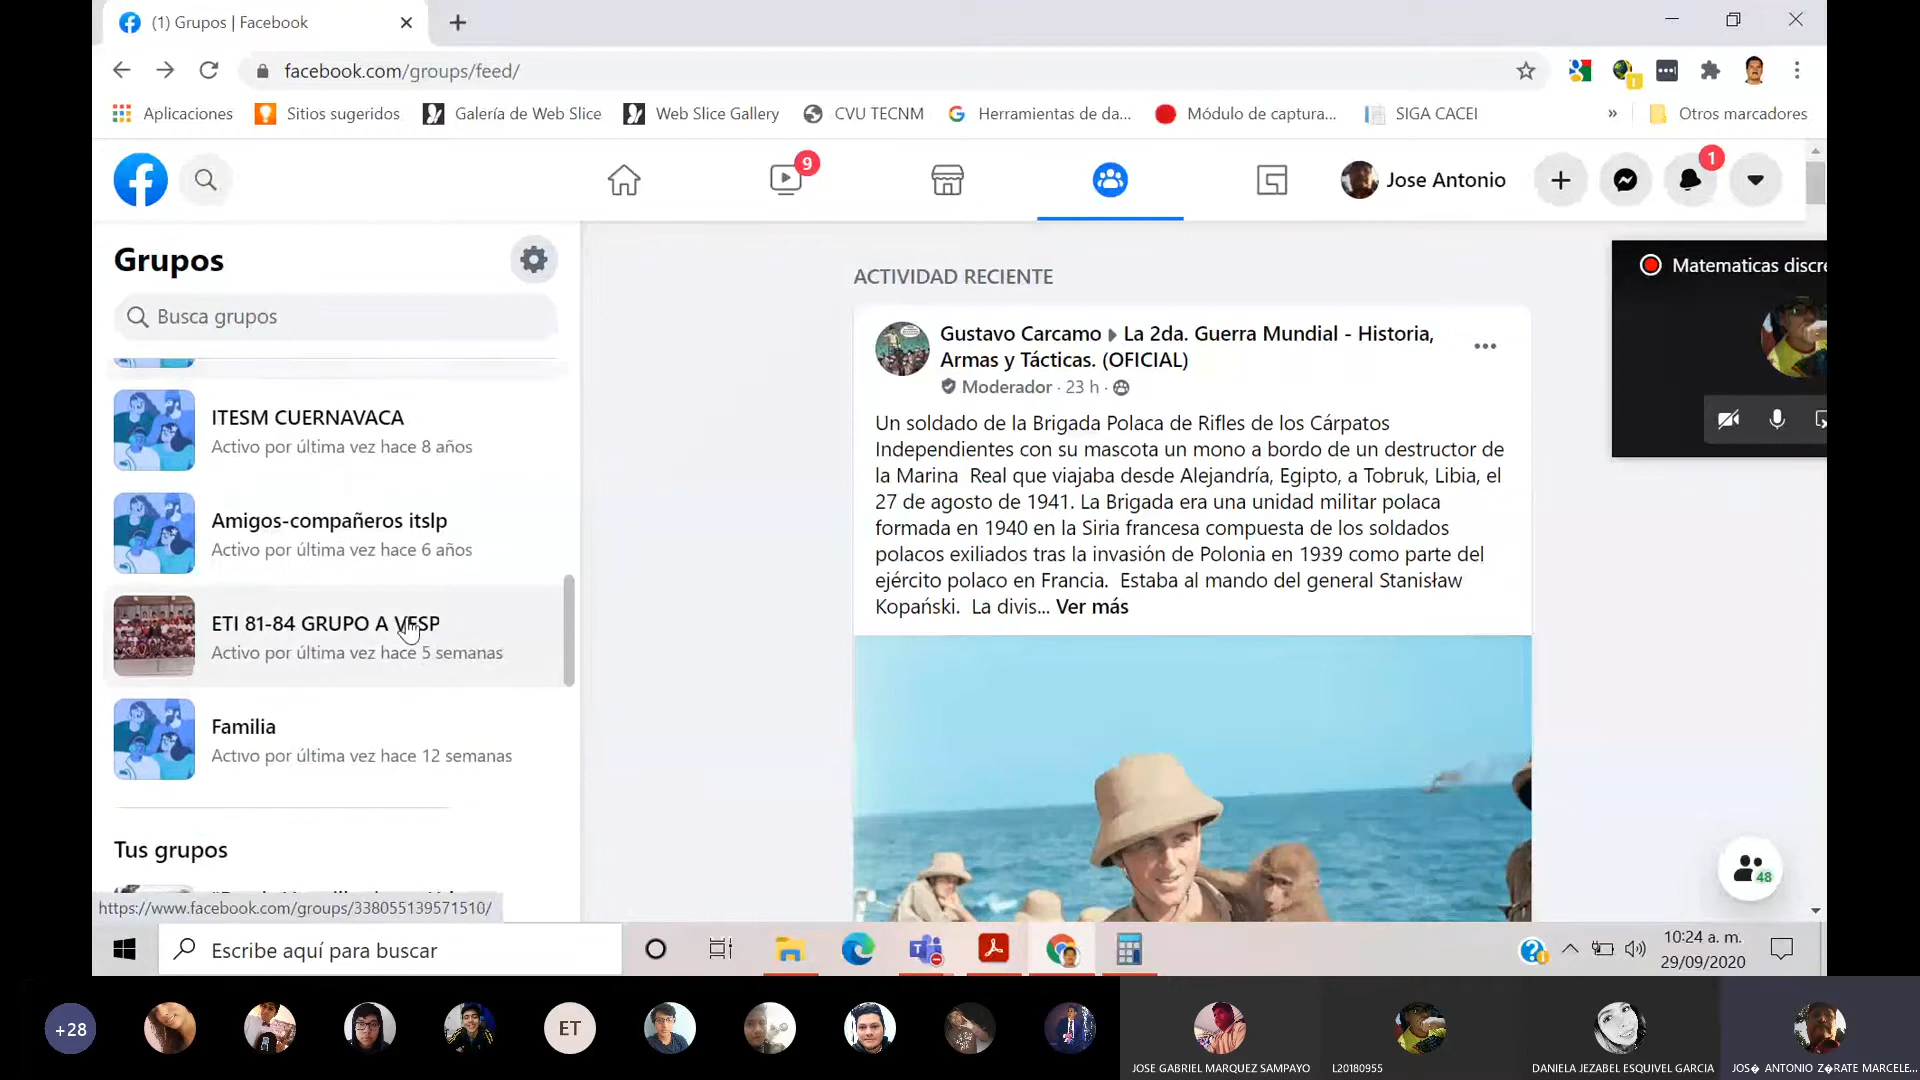 (1) Grupos | Facebook
facebook.com/groups/feed/
Aplicaciones
Sitios sugeridos
Galería de Web Slice
Web Slice Gallery
CVU TECNM
Herramientas de da...
Módulo de captura...
SIGA CACEI
»
Otros marcadores
9
Jose Antonio
1
Grupos
Busca grupos
ITESM CUERNAVACA
Activo por última vez hace 8 años
Amigos-compañeros itslp
Activo por última vez hace 6 años
ETI 81-84 GRUPO A VESP
Activo por última vez hace 5 semanas
Familia
Activo por última vez hace 12 semanas
Tus grupos
https://www.facebook.com/groups/338055139571510/
ACTIVIDAD RECIENTE
Gustavo Carcamo La 2da. Guerra Mundial - Historia,
Armas y Tácticas. (OFICIAL)
Moderador · 23 h ·
Un soldado de la Brigada Polaca de Rifles de los Cárpatos
Independientes con su mascota un mono a bordo de un destructor de
la Marina Real que viajaba desde Alejandría, Egipto, a Tobruk, Libia, el
27 de agosto de 1941. La Brigada era una unidad militar polaca
formada en 1940 en la Siria francesa compuesta de los soldados
polacos exiliados tras la invasión de Polonia en 1939 como parte del
ejército polaco en Francia. Estaba al mando del general Stanisław
Kopański. La divis... Ver más
Matematicas discre
48
Escribe aquí para buscar
10:24 a. m.
29/09/2020
+28
ET
JOSE GABRIEL MARQUEZ SAMPAYO
L20180955
DANIELA JEZABEL ESQUIVEL GARCIA
JOS� ANTONIO Z�RATE MARCELE...